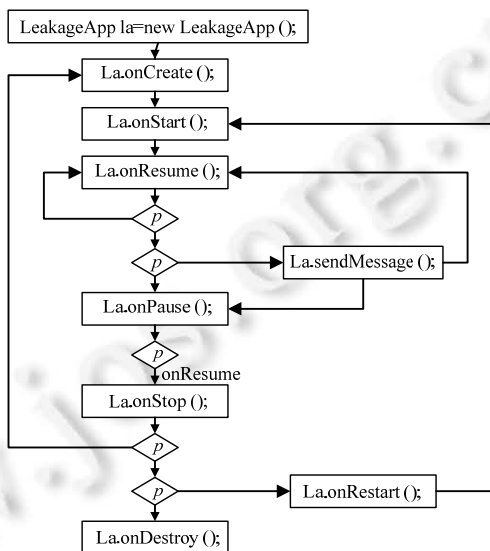 LeakageApp la=new LeakageApp ();
La.onCreate ();
La.onStart ();
La.onResume ();
p
p
La.sendMessage ();
La.onPause ();
p
onResume
La.onStop ();
p
p
La.onRestart ();
La.onDestroy ();